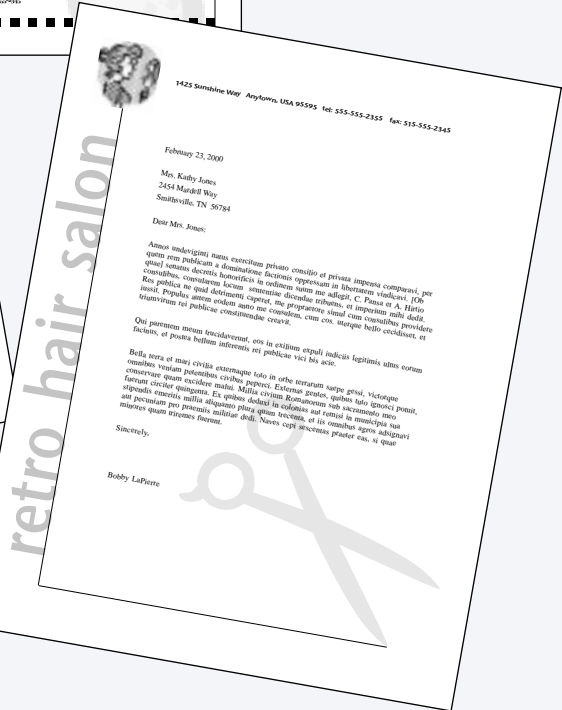 1425 Sunshine Way Anytown, USA 95595 tel: 555-555-2355 fax: 515-555-2345
retro hair salon
February 23, 2000
Mrs. Kathy Jones
2454 Mardell Way
Smithsville, TN 56784
Dear Mrs. Jones:
Annos undeviginti natus exercitum privato consilio et privata impensa comparavi, per
quem rem publicam a dominatione factionis oppressam in libertatem vindicavi. [Ob
quae] senatus decretis honorificis in ordinem suum me adlegit, C. Pansa et A. Hirtio
consulibus, consularem locum sententiae dicendae tribuens, et imperium mihi dedit.
Res publica ne quid detrimenti caperet, me propraetore simul cum consulibus providere
iussit. Populus autem eodem anno me consulem, cum cos. uterque bello cecidisset, et
triumvirum rei publicae constituendae creavit.
Qui parentem meum trucidaverunt, eos in exilium expuli iudiciis legitimis ultus eorum
facinus, et postea bellum inferentis rei publicae vici bis acie.
Bella terra et mari civilia externaque toto in orbe terrarum saepe gessi, victorque
omnibus veniam petentibus civibus peperci. Externas gentes, quibus tuto ignosci potuit,
conservare quam excidere malui. Millia civium Romanorum sub sacramento meo
fuerunt circiter quingenta. Ex quibus deduxi in colonias aut remisi in municipia sua
stipendis emeritis millia aliquanto plura quam trecenta, et iis omnibus agros adsignavi
aut pecuniam pro praemiis militiae dedi. Naves cepi sescentas praeter eas, si quae
minores quam triremes fuerunt.
Sincerely,
Bobby LaPierre